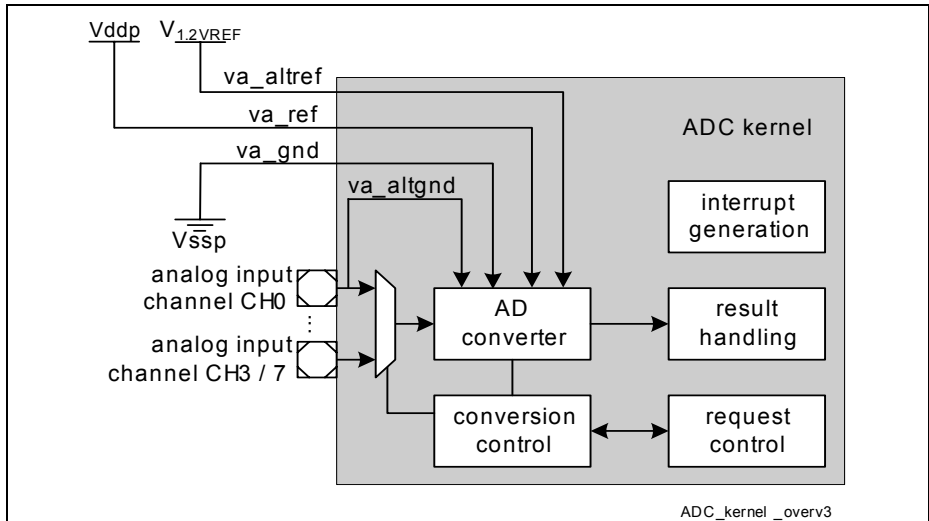 Vddp V1.2VREF
va_altref
va_ref
va_gnd
va_altgnd
Vssp
ADC kernel
interrupt
generation
analog input
channel CH0
analog input
channel CH3 / 7
AD
converter
result
handling
conversion
control
request
control
ADC_kernel _overv3